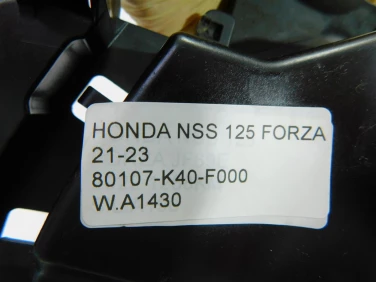 HONDA NSS 125 FORZA
21-23
80107-K40-F000
W.A1430